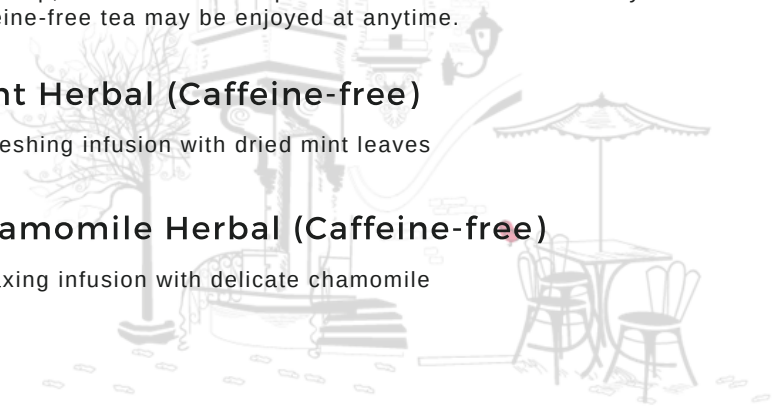 eine-free tea may be enjoyed at anytime.
nt Herbal (Caffeine-free)
eshing infusion with dried mint leaves
amomile Herbal (Caffeine-free)
xing infusion with delicate chamomile